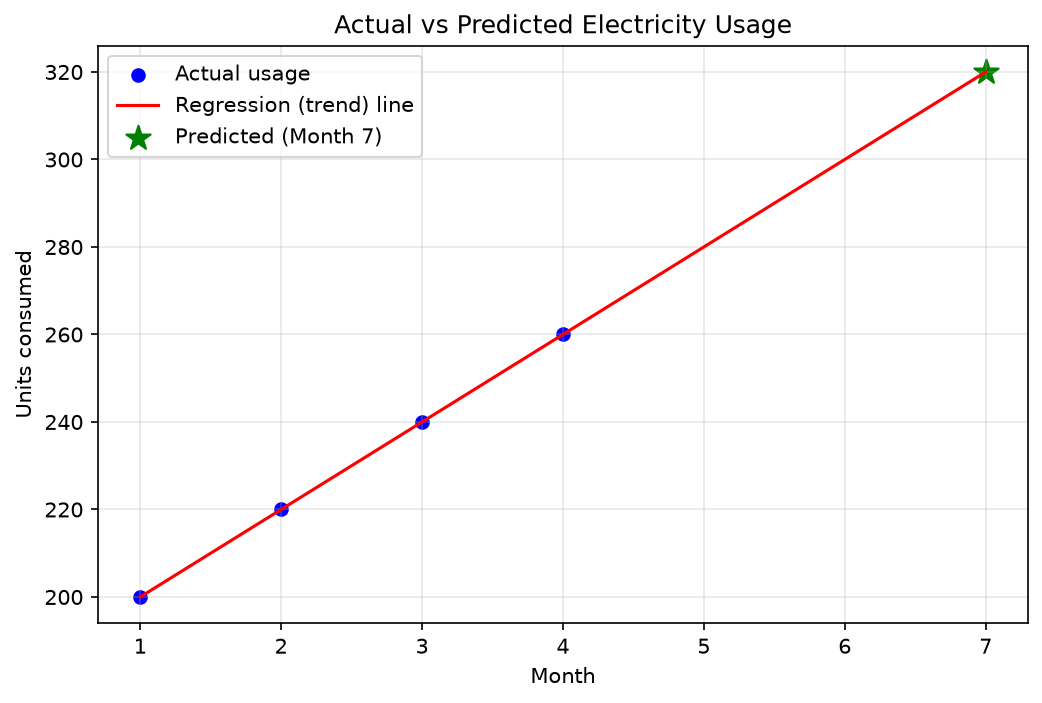 Actual vs Predicted Electricity Usage
Actual usage
Regression (trend) line
Predicted (Month 7)
Units consumed
320
300
280
260
240
220
200
1 2 3 4 5 6 7
Month